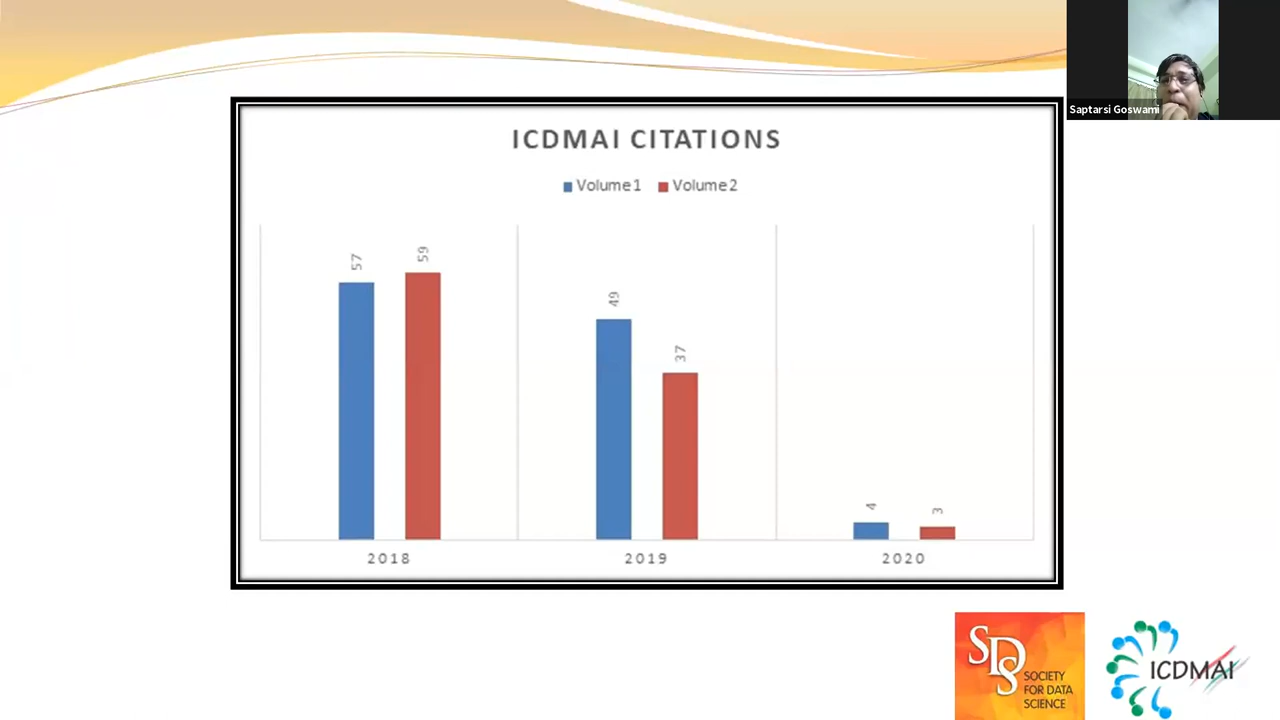 Saptarsi Goswami
ICDMAI CITATIONS
Volume1 Volume2
57 59
49 37
4 3
2018 2019 2020
SDS
SOCIETY
FOR DATA
SCIENCE
ICDMAI